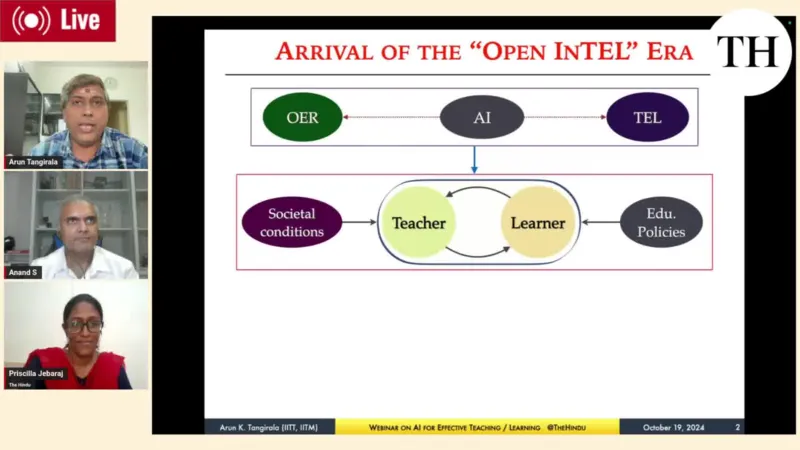 Live
TH
Arun Tangirala
Anand S
Priscilla Jebaraj
The Hindu
ARRIVAL OF THE “OPEN INTEL” ERA
OER
AI
TEL
Societal
conditions
Teacher
Learner
Edu.
Policies
Arun K. Tangirala (IITT, IITM)
WEBINAR ON AI FOR EFFECTIVE TEACHING / LEARNING @THEHINDU
October 19, 2024
2